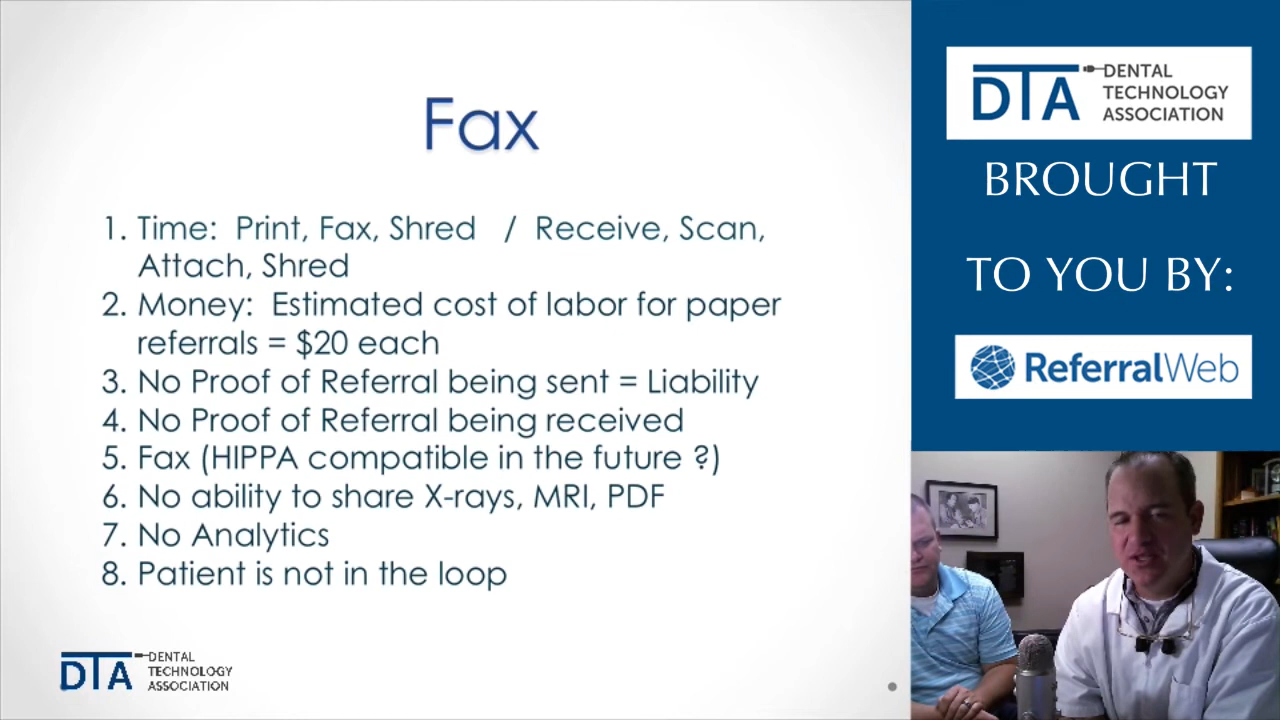 Fax
1. Time: Print, Fax, Shred / Receive, Scan,
Attach, Shred
2. Money: Estimated cost of labor for paper
referrals = $20 each
3. No Proof of Referral being sent = Liability
4. No Proof of Referral being received
5. Fax (HIPPA compatible in the future ?)
6. No ability to share X-rays, MRI, PDF
7. No Analytics
8. Patient is not in the loop
DTA DENTAL
TECHNOLOGY
ASSOCIATION
DTA DENTAL
TECHNOLOGY
ASSOCIATION
BROUGHT
TO YOU BY:
ReferralWeb